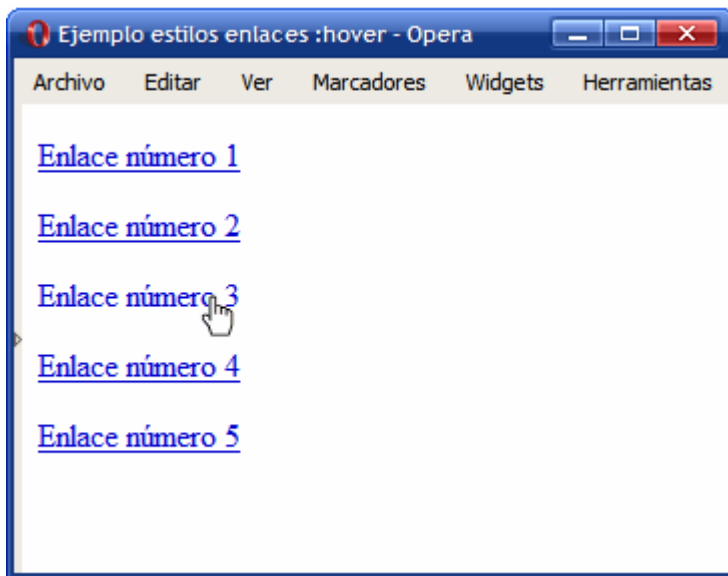 Ejemplo estilos enlaces :hover - Opera
Archivo Editar Ver Marcadores Widgets Herramientas
Enlace número 1
Enlace número 2
Enlace número 3
Enlace número 4
Enlace número 5